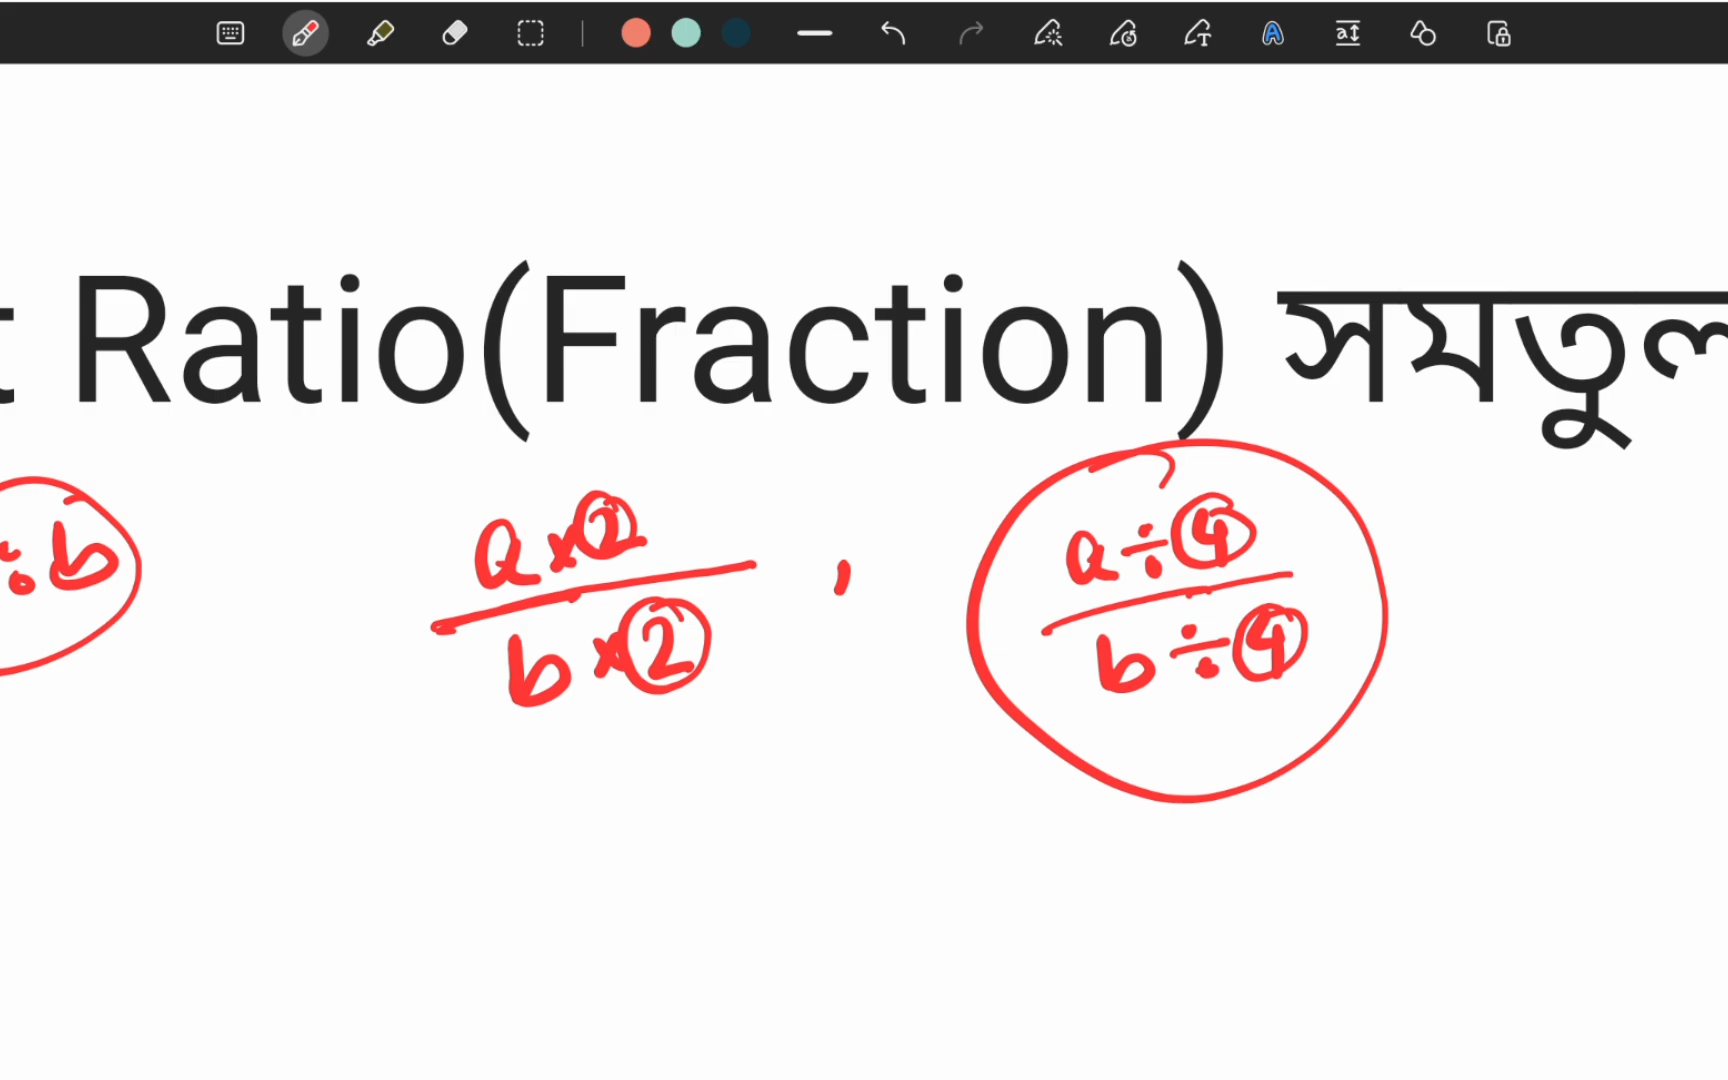 Ratio(Fraction) সমতুল
÷b a×2 , a÷4
b×2 b÷4